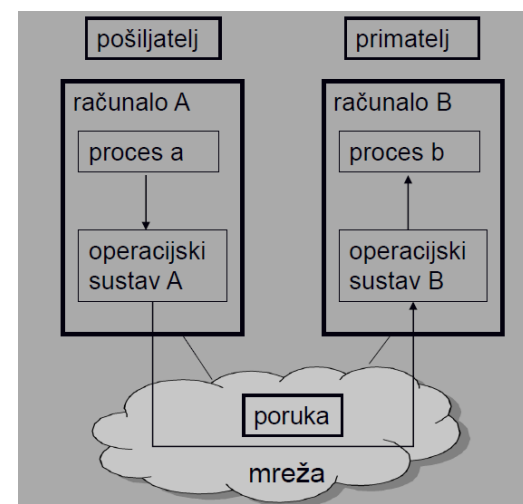 pošiljatelj
primatelj
računalo A
proces a
operacijski
sustav A
računalo B
proces b
operacijski
sustav B
poruka
mreža